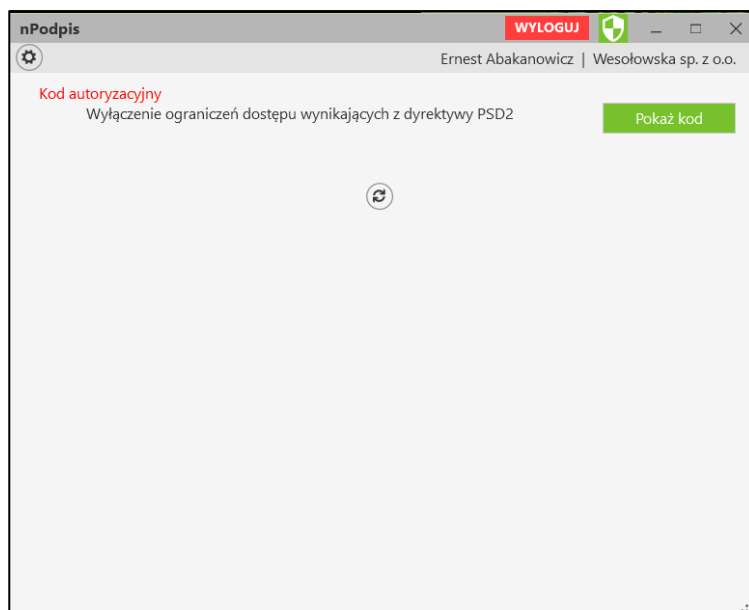 nPodpis WYLOGUJ
Ernest Abakanowicz | Wesołowska sp. z o.o.
Kod autoryzacyjny
Wyłączenie ograniczeń dostępu wynikających z dyrektywy PSD2
Pokaż kod